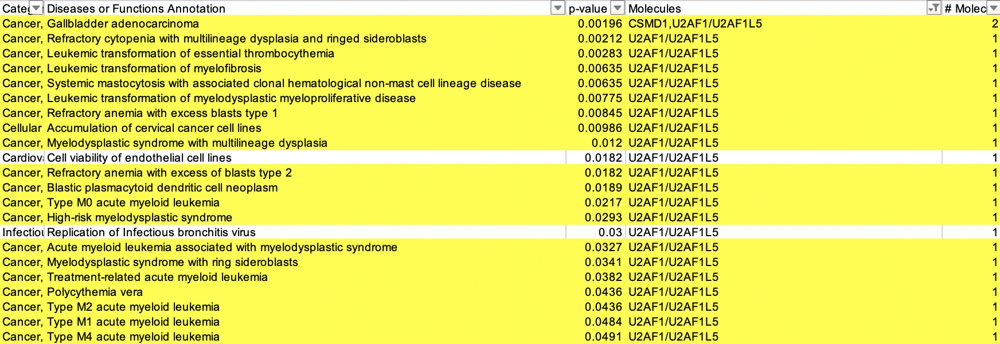 Categ Diseases or Functions Annotation p-value Molecules # Molec
Cancer, Gallbladder adenocarcinoma 0.00196 CSMD1,U2AF1/U2AF1L5 2
Cancer, Refractory cytopenia with multilineage dysplasia and ringed sideroblasts 0.00212 U2AF1/U2AF1L5 1
Cancer, Leukemic transformation of essential thrombocythemia 0.00283 U2AF1/U2AF1L5 1
Cancer, Leukemic transformation of myelofibrosis 0.00635 U2AF1/U2AF1L5 1
Cancer, Systemic mastocytosis with associated clonal hematological non-mast cell lineage disease 0.00635 U2AF1/U2AF1L5 1
Cancer, Leukemic transformation of myelodysplastic myeloproliferative disease 0.00775 U2AF1/U2AF1L5 1
Cancer, Refractory anemia with excess blasts type 1 0.00845 U2AF1/U2AF1L5 1
Cellular Accumulation of cervical cancer cell lines 0.00986 U2AF1/U2AF1L5 1
Cancer, Myelodysplastic syndrome with multilineage dysplasia 0.012 U2AF1/U2AF1L5 1
Cardiov Cell viability of endothelial cell lines 0.0182 U2AF1/U2AF1L5 1
Cancer, Refractory anemia with excess of blasts type 2 0.0182 U2AF1/U2AF1L5 1
Cancer, Blastic plasmacytoid dendritic cell neoplasm 0.0189 U2AF1/U2AF1L5 1
Cancer, Type M0 acute myeloid leukemia 0.0217 U2AF1/U2AF1L5 1
Cancer, High-risk myelodysplastic syndrome 0.0293 U2AF1/U2AF1L5 1
Infectiou Replication of Infectious bronchitis virus 0.03 U2AF1/U2AF1L5 1
Cancer, Acute myeloid leukemia associated with myelodysplastic syndrome 0.0327 U2AF1/U2AF1L5 1
Cancer, Myelodysplastic syndrome with ring sideroblasts 0.0341 U2AF1/U2AF1L5 1
Cancer, Treatment-related acute myeloid leukemia 0.0382 U2AF1/U2AF1L5 1
Cancer, Polycythemia vera 0.0436 U2AF1/U2AF1L5 1
Cancer, Type M2 acute myeloid leukemia 0.0436 U2AF1/U2AF1L5 1
Cancer, Type M1 acute myeloid leukemia 0.0484 U2AF1/U2AF1L5 1
Cancer, Type M4 acute myeloid leukemia 0.0491 U2AF1/U2AF1L5 1